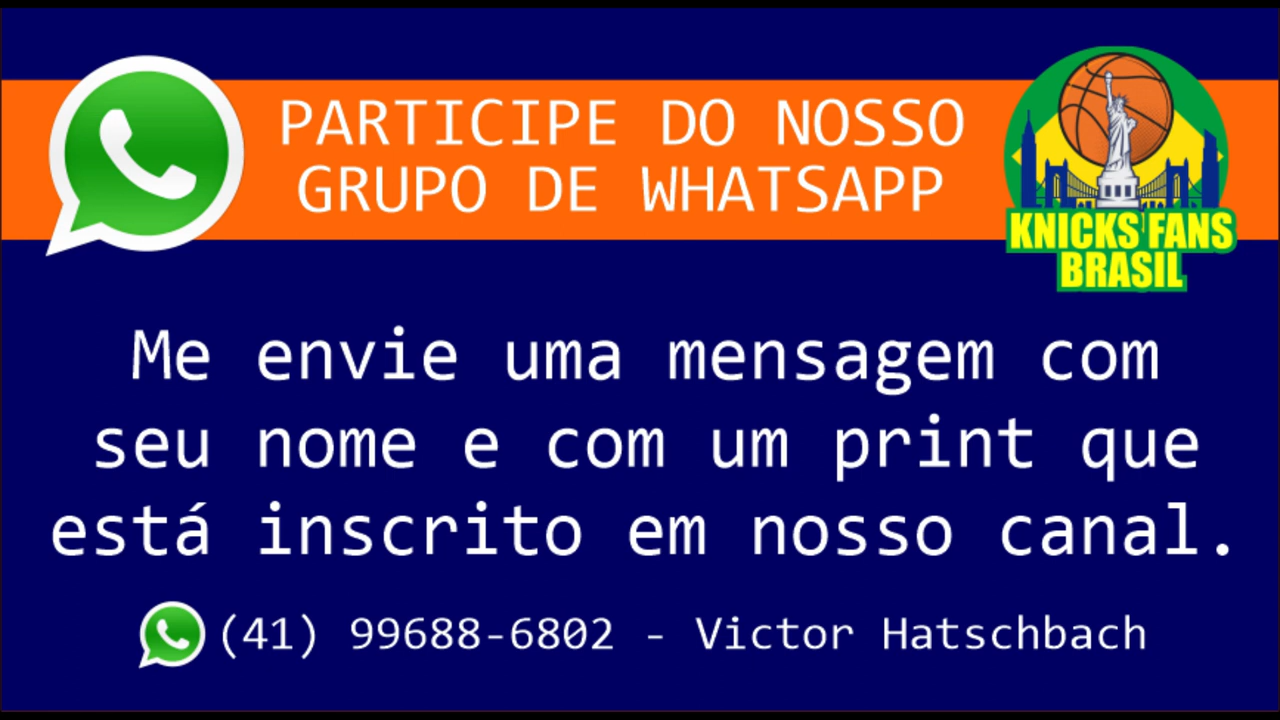 PARTICIPE DO NOSSO
GRUPO DE WHATSAPP
KNICKS FANS
BRASIL
Me envie uma mensagem com
seu nome e com um print que
está inscrito em nosso canal.
(41) 99688-6802 - Victor Hatschbach